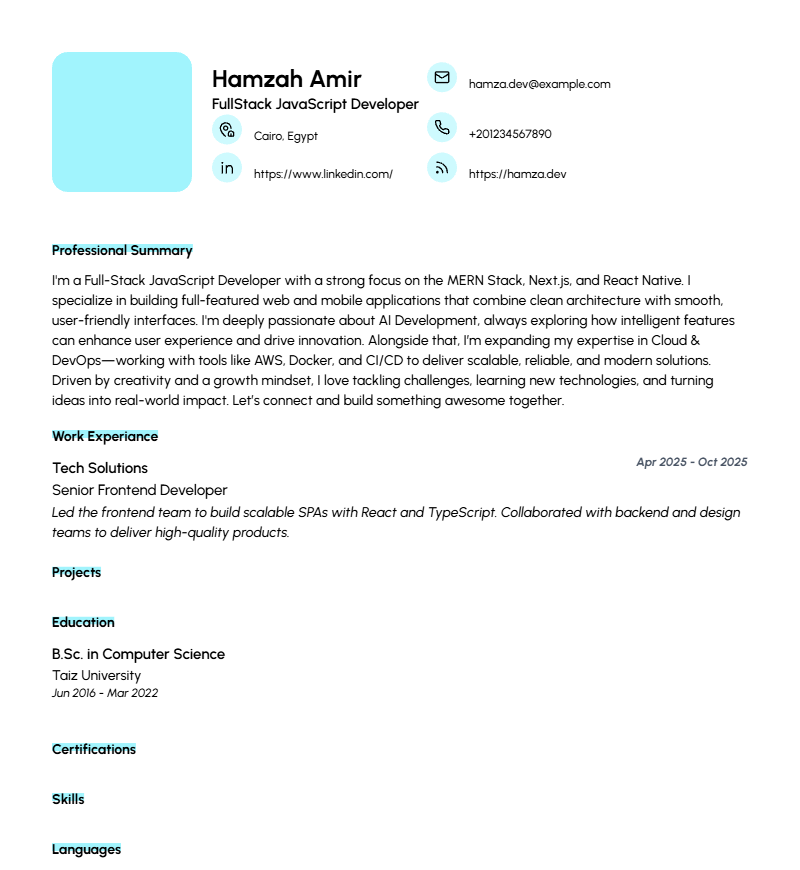 Hamzah Amir
FullStack JavaScript Developer
Cairo, Egypt
in
https://www.linkedin.com/
hamza.dev@example.com
+201234567890
https://hamza.dev
Professional Summary
I'm a Full-Stack JavaScript Developer with a strong focus on the MERN Stack, Next.js, and React Native. I
specialize in building full-featured web and mobile applications that combine clean architecture with smooth,
user-friendly interfaces. I'm deeply passionate about AI Development, always exploring how intelligent features
can enhance user experience and drive innovation. Alongside that, I'm expanding my expertise in Cloud &
DevOps—working with tools like AWS, Docker, and CI/CD to deliver scalable, reliable, and modern solutions.
Driven by creativity and a growth mindset, I love tackling challenges, learning new technologies, and turning
ideas into real-world impact. Let's connect and build something awesome together.
Work Experiance
Tech Solutions
Apr 2025 - Oct 2025
Senior Frontend Developer
Led the frontend team to build scalable SPAs with React and TypeScript. Collaborated with backend and design
teams to deliver high-quality products.
Projects
Education
B.Sc. in Computer Science
Taiz University
Jun 2016 - Mar 2022
Certifications
Skills
Languages